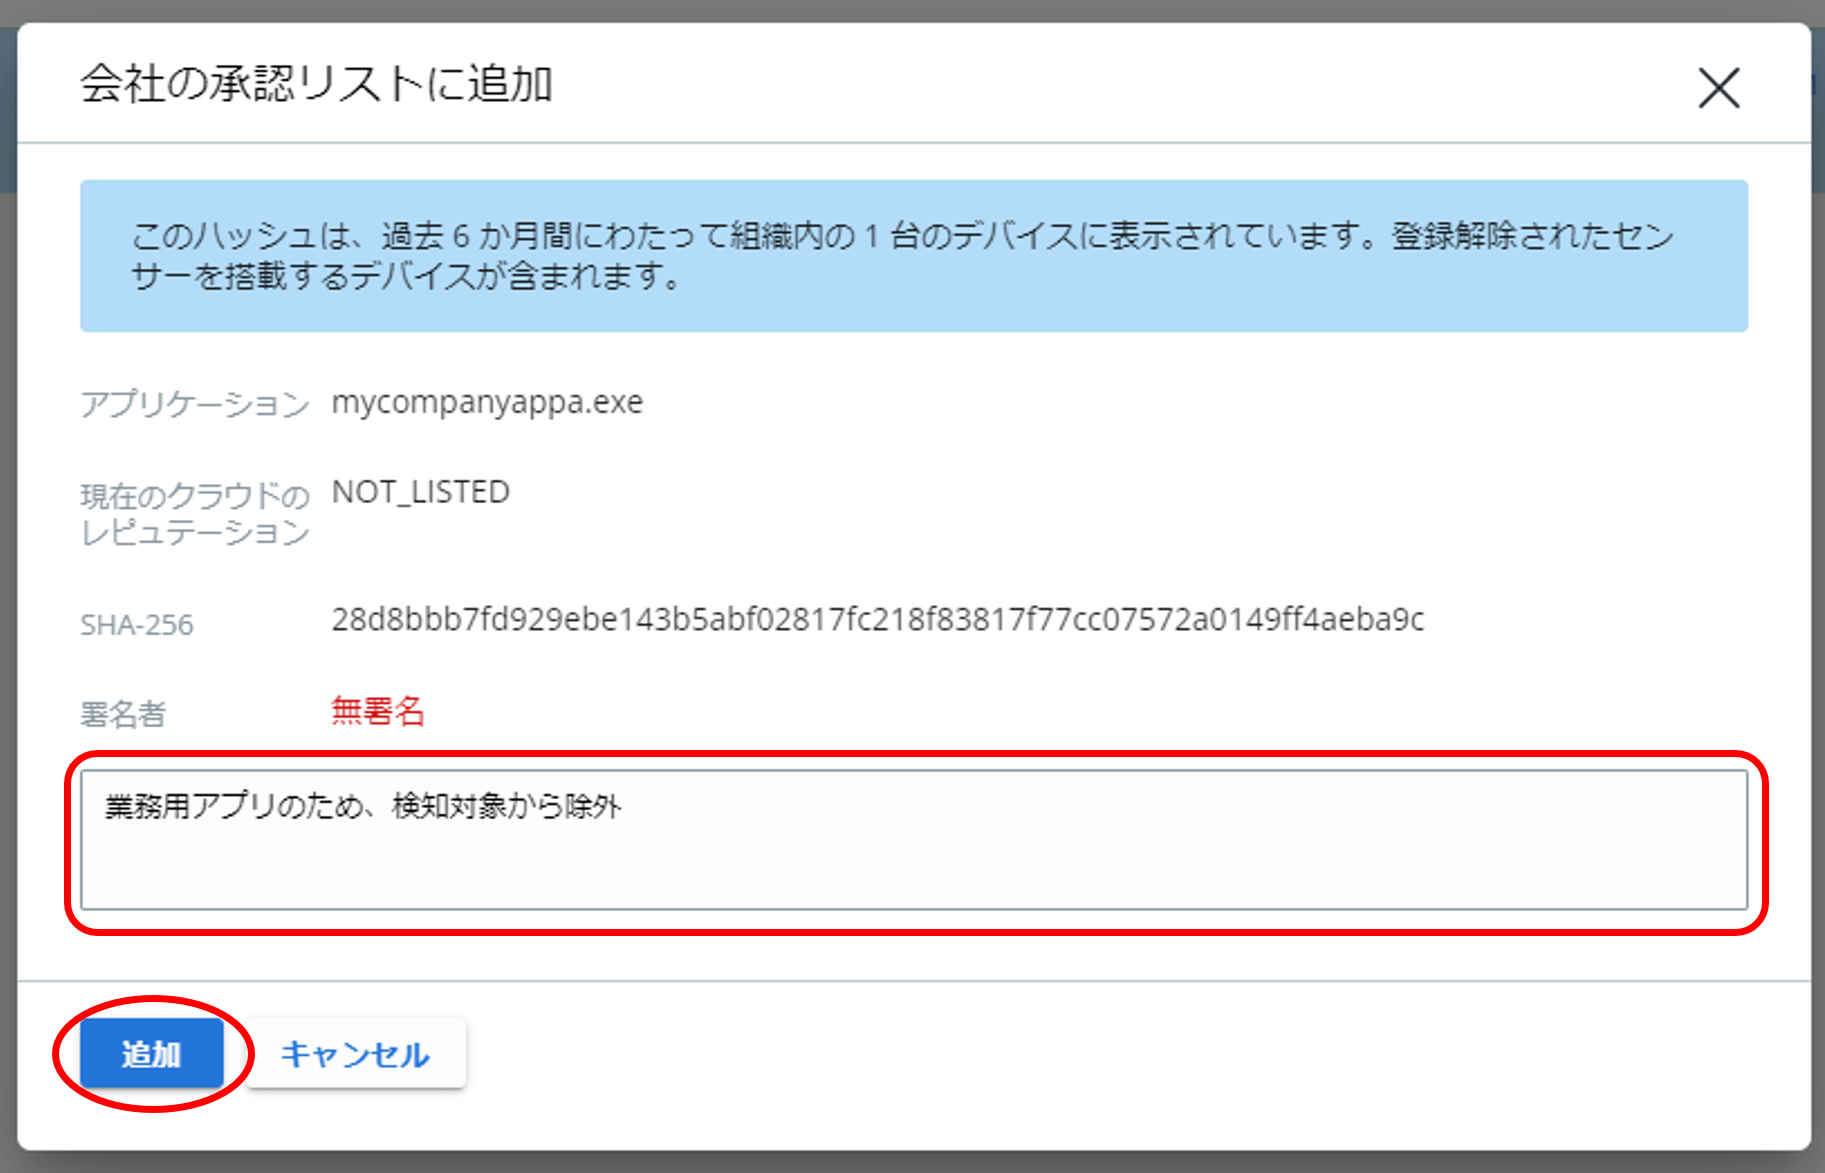 会社の承認リストに追加
このハッシュは、過去 6 か月間にわたって組織内の 1 台のデバイスに表示されています。登録解除されたセン
サーを搭載するデバイスが含まれます。
アプリケーション mycompanyappa.exe
現在のクラウドの NOT_LISTED
レピュテーション
SHA-256 28d8bbb7fd929ebe143b5abf02817fc218f83817f77cc07572a0149ff4aeba9c
署名者 無署名
業務用アプリのため、検知対象から除外
追加 キャンセル